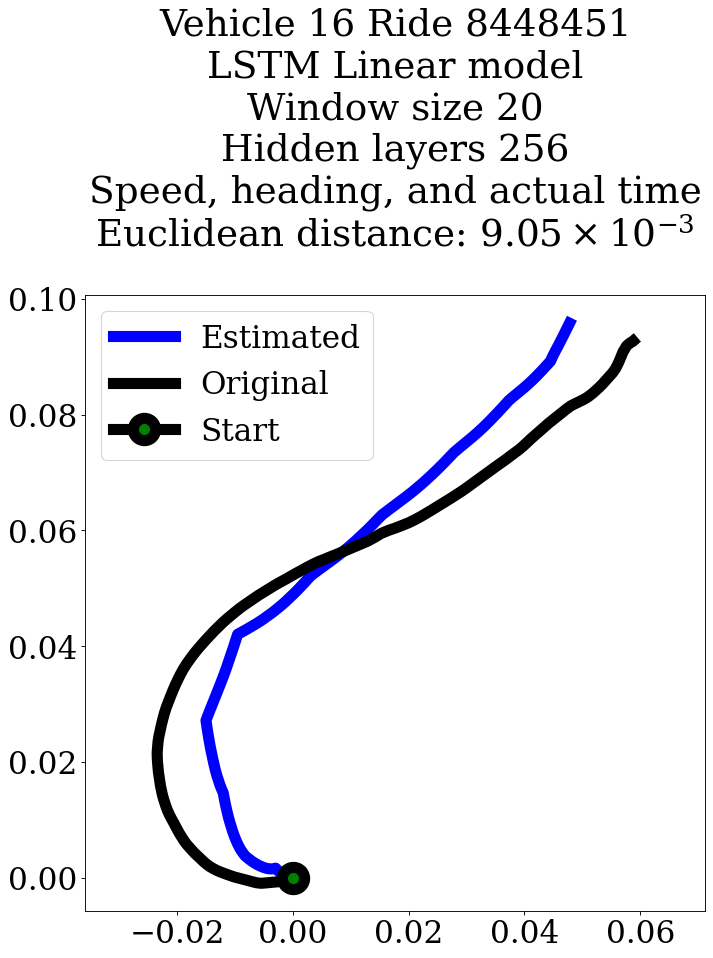 Vehicle 16 Ride 8448451
LSTM Linear model
Window size 20
Hidden layers 256
Speed, heading, and actual time
Euclidean distance: 9.05 × 10⁻³
0.10
0.08
0.06
0.04
0.02
0.00
Estimated
Original
Start
−0.02 0.00 0.02 0.04 0.06